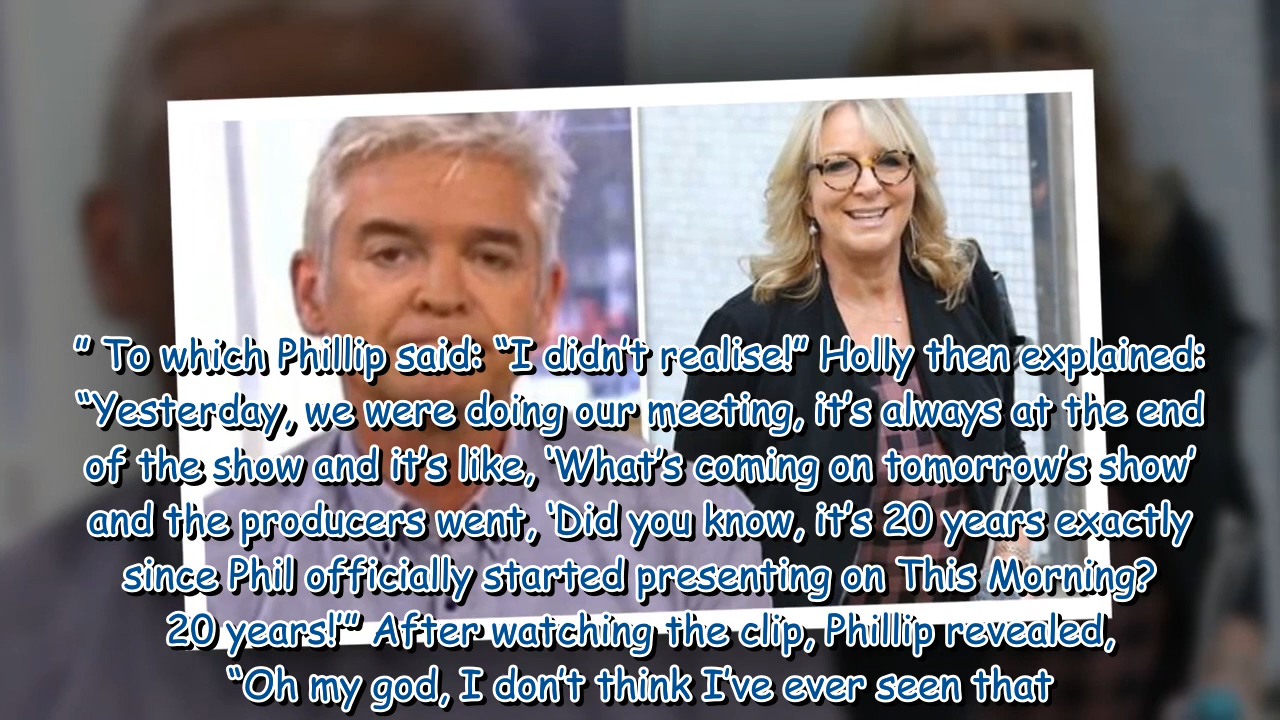 ” To which Phillip said: “I didn’t realise!” Holly then explained:
“Yesterday, we were doing our meeting, it’s always at the end
of the show and it’s like, ‘What’s coming on tomorrow’s show’
and the producers went, ‘Did you know, it’s 20 years exactly
since Phil officially started presenting on This Morning?
20 years!’” After watching the clip, Phillip revealed,
“Oh my god, I don’t think I’ve ever seen that